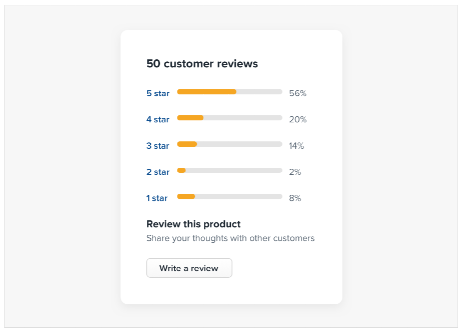 50 customer reviews
5 star 56%
4 star 20%
3 star 14%
2 star 2%
1 star 8%
Review this product
Share your thoughts with other customers
Write a review